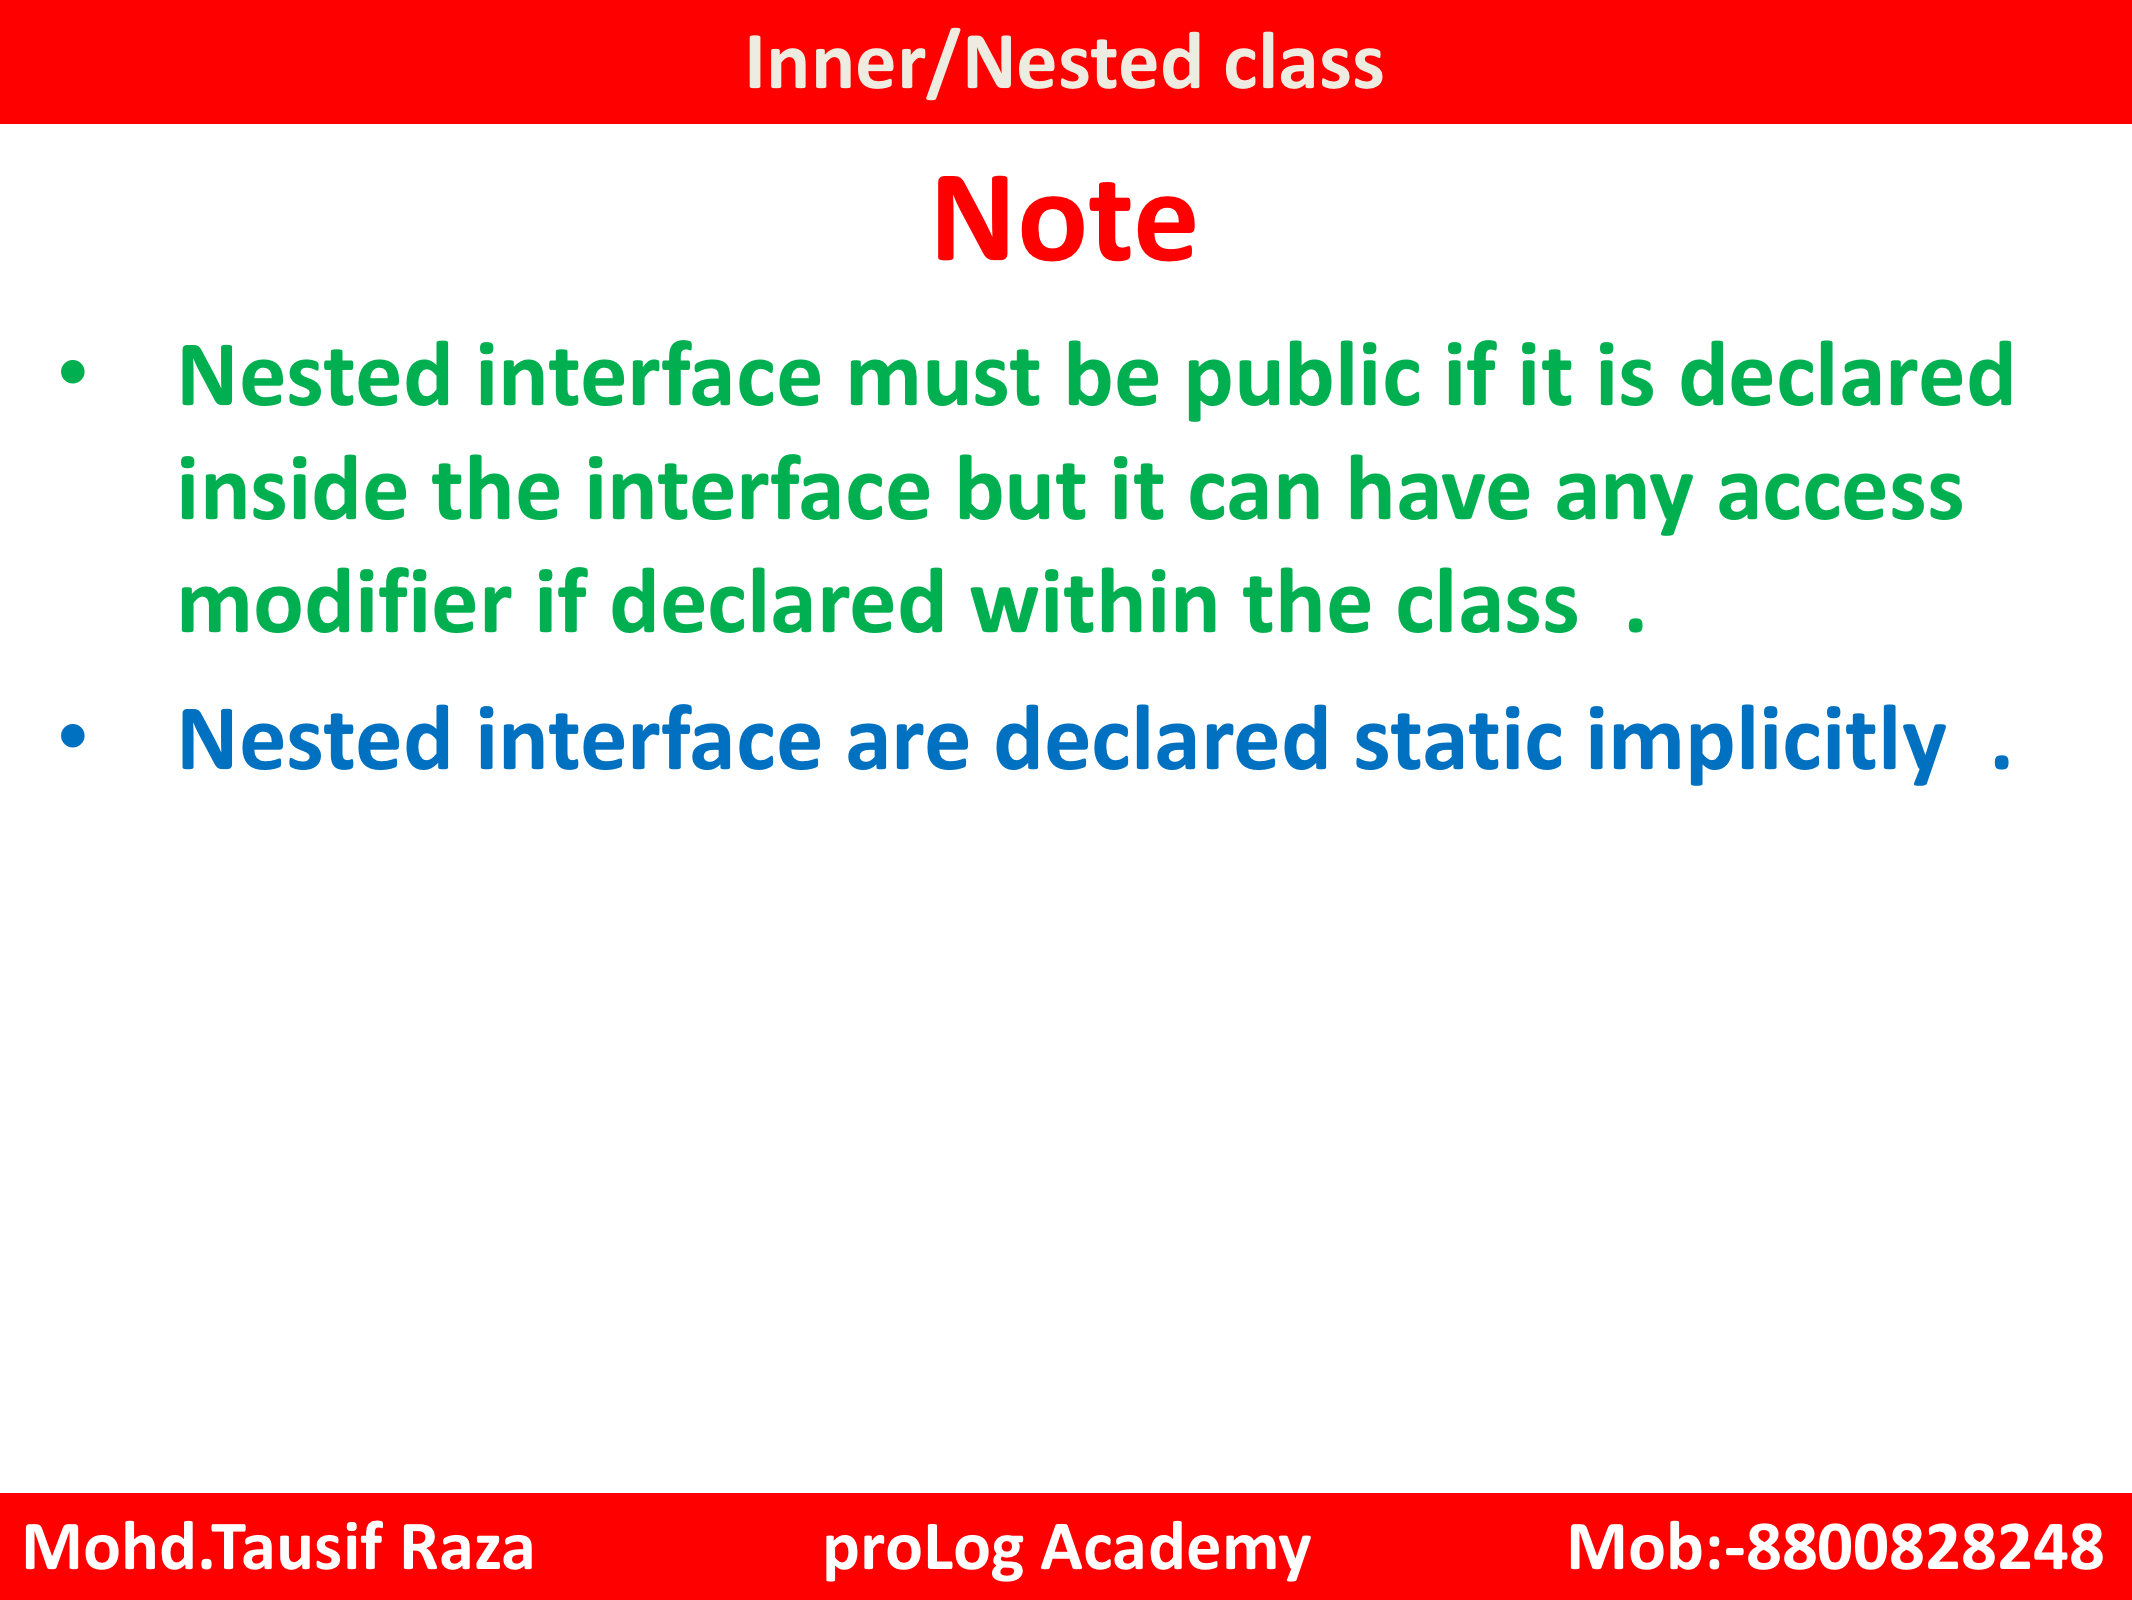 Inner/Nested class
Note
• Nested interface must be public if it is declared
inside the interface but it can have any access
modifier if declared within the class .
• Nested interface are declared static implicitly .
Mohd.Tausif Raza proLog Academy Mob:-8800828248